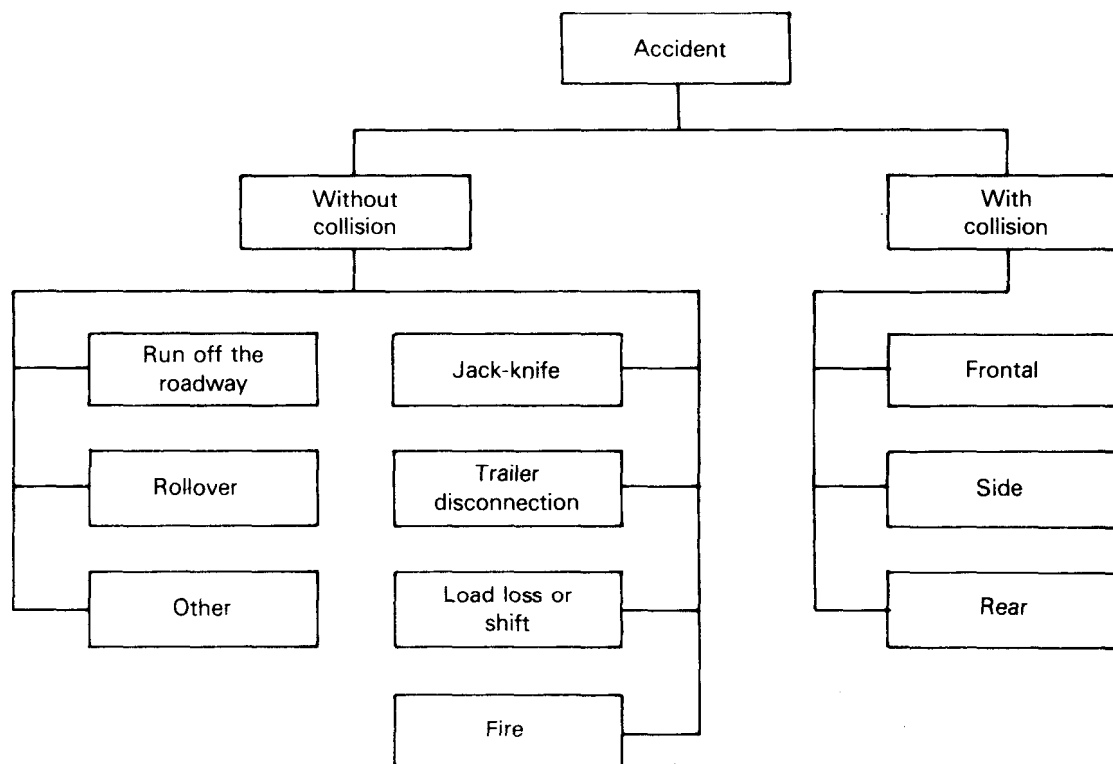 Accident
Without
collision
With
collision
Run off the
roadway
Jack-knife
Frontal
Rollover
Trailer
disconnection
Side
Other
Load loss or
shift
Rear
Fire